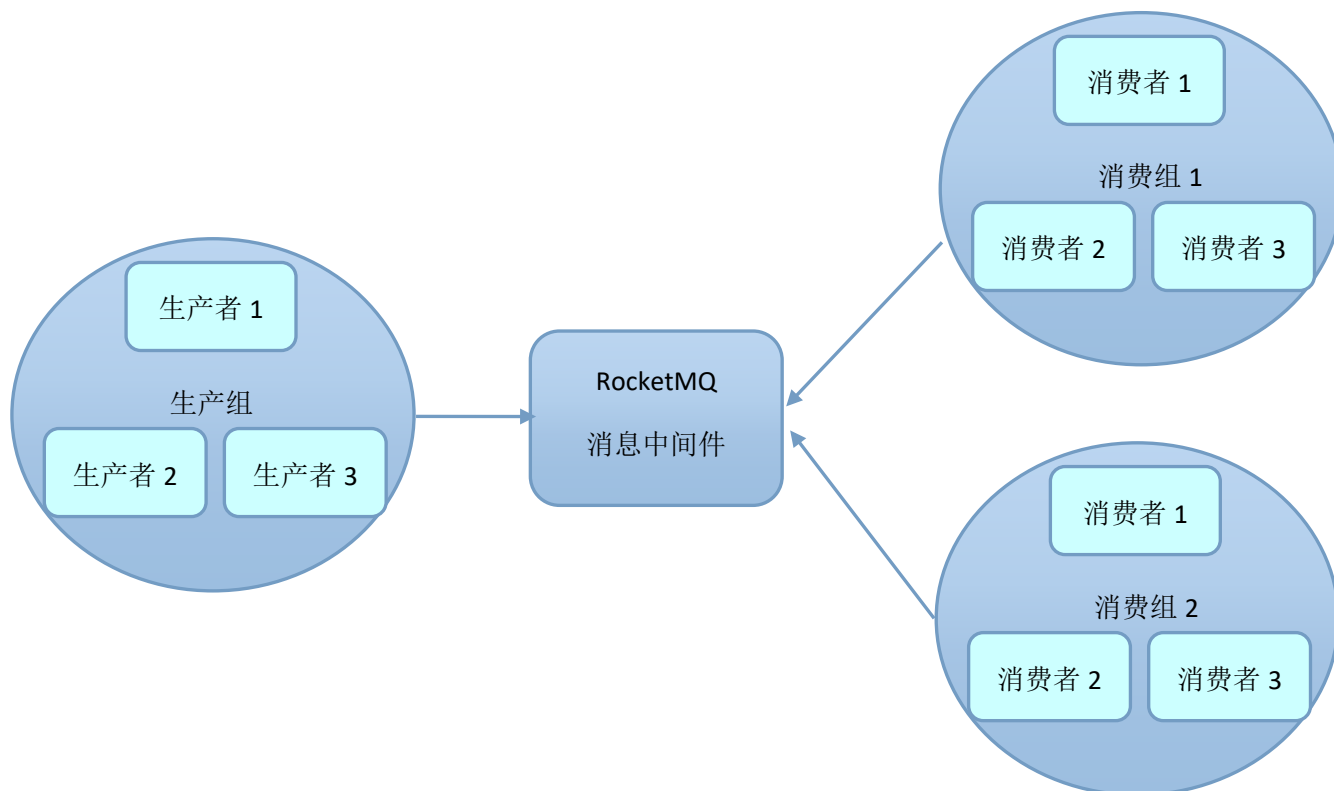 生产者 1
生产组
生产者 2
生产者 3
RocketMQ
消息中间件
消费者 1
消费组 1
消费者 2
消费者 3
消费者 1
消费组 2
消费者 2
消费者 3